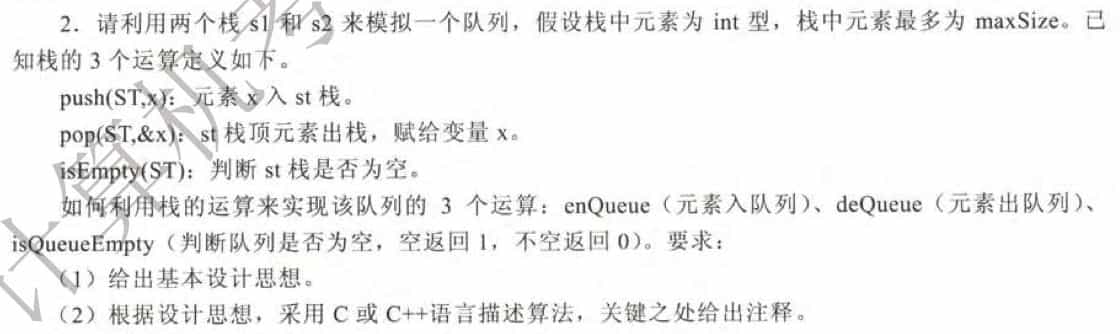 2．请利用两个栈 s1 和 s2 来模拟一个队列，假设栈中元素为 int 型，栈中元素最多为 maxSize。已
知栈的 3 个运算定义如下。
push(ST,x)：元素 x 入 st 栈。
pop(ST,&x)：st 栈顶元素出栈，赋给变量 x。
isEmpty(ST)：判断 st 栈是否为空。
如何利用栈的运算来实现该队列的 3 个运算：enQueue（元素入队列）、deQueue（元素出队列）、
isQueueEmpty（判断队列是否为空，空返回 1，不空返回 0）。要求：
（1）给出基本设计思想。
（2）根据设计思想，采用 C 或 C++语言描述算法，关键之处给出注释。
计算机考